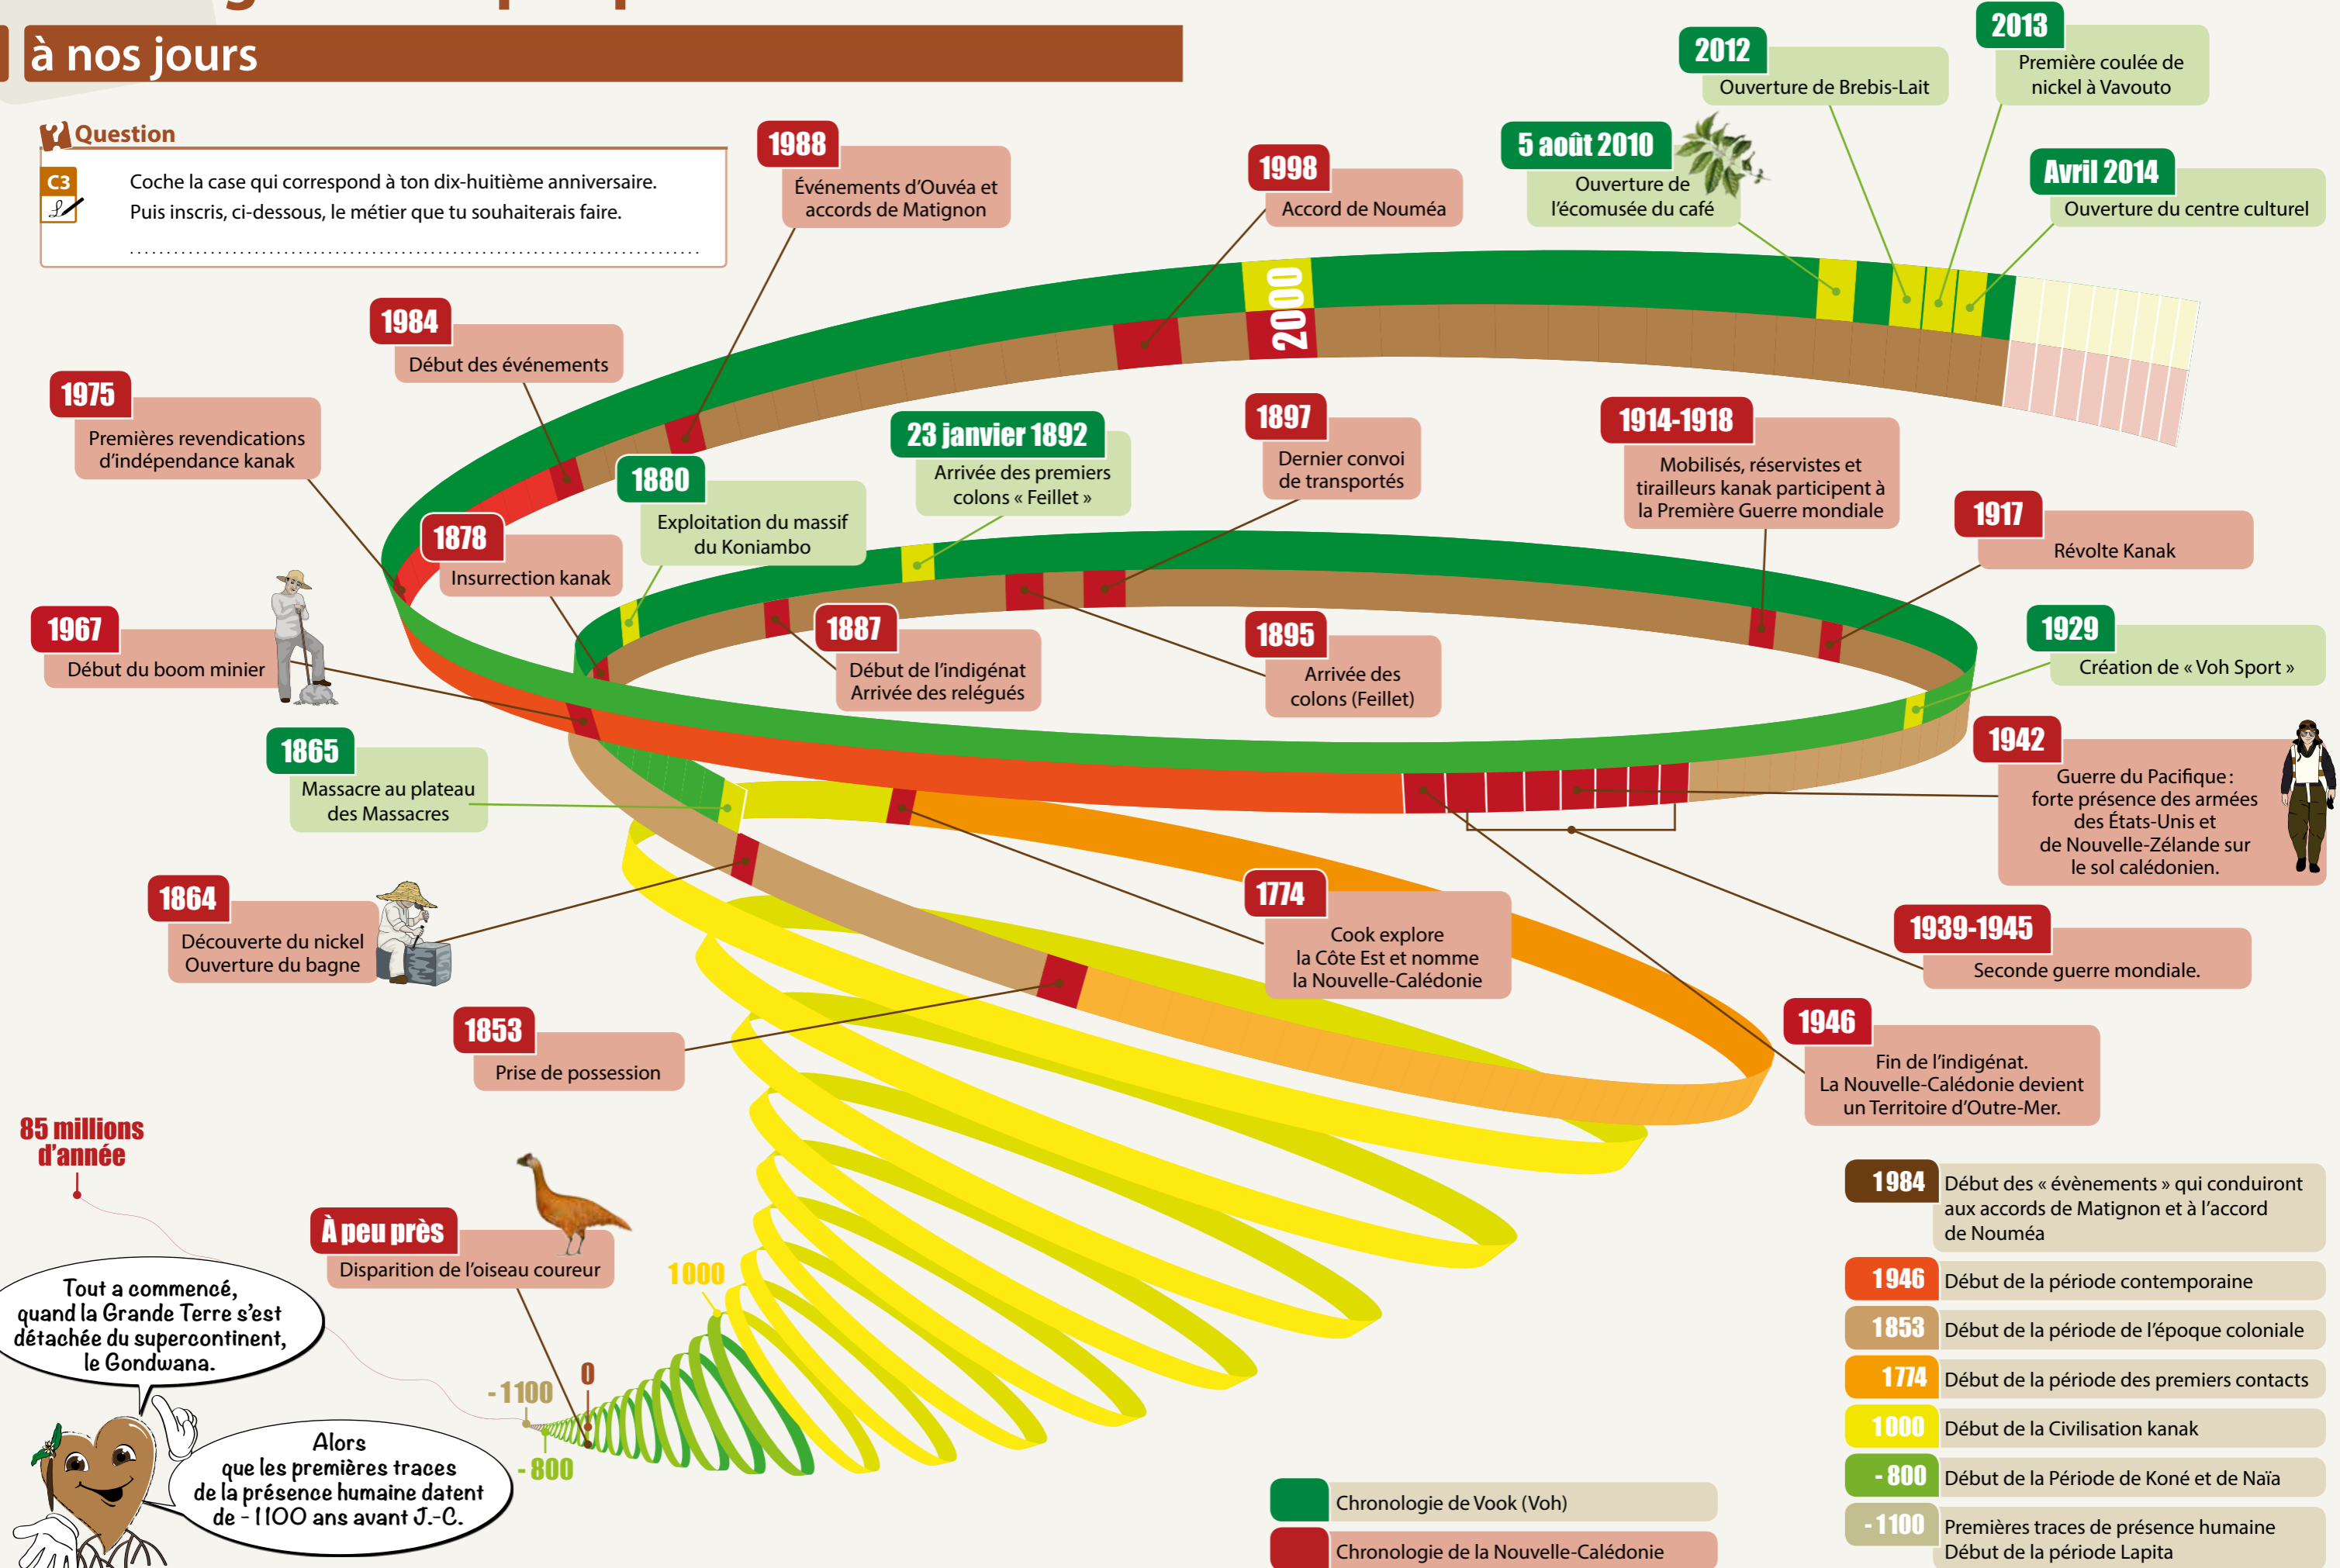 à nos jours
Question
C3
Coche la case qui correspond à ton dix-huitième anniversaire.
Puis inscris, ci-dessous, le métier que tu souhaiterais faire.
2012
Ouverture de Brebis-Lait
2013
Première coulée de
nickel à Vavouto
5 août 2010
Ouverture de
l'écomusée du café
Avril 2014
Ouverture du centre culturel
1988
Événements d'Ouvéa et
accords de Matignon
1998
Accord de Nouméa
2000
1984
Début des événements
1975
Premières revendications
d'indépendance kanak
1880
Exploitation du massif
du Koniambo
23 janvier 1892
Arrivée des premiers
colons « Feillet »
1897
Dernier convoi
de transportés
1914-1918
Mobilisés, réservistes et
tirailleurs kanak participent à
la Première Guerre mondiale
1917
Révolte Kanak
1878
Insurrection kanak
1967
Début du boom minier
1887
Début de l'indigénat
Arrivée des relégués
1895
Arrivée des
colons (Feillet)
1929
Création de « Voh Sport »
1865
Massacre au plateau
des Massacres
1942
Guerre du Pacifique :
forte présence des armées
des États-Unis et
de Nouvelle-Zélande sur
le sol calédonien.
1864
Découverte du nickel
Ouverture du bagne
1774
Cook explore
la Côte Est et nomme
la Nouvelle-Calédonie
1939-1945
Seconde guerre mondiale.
1853
Prise de possession
1946
Fin de l'indigénat.
La Nouvelle-Calédonie devient
un Territoire d'Outre-Mer.
85 millions
d'année
À peu près
Disparition de l'oiseau coureur
1000
0
- 1100
- 800
Tout a commencé,
quand la Grande Terre s'est
détachée du supercontinent,
le Gondwana.
Alors
que les premières traces
de la présence humaine datent
de - 1100 ans avant J.-C.
Chronologie de Vook (Voh)
Chronologie de la Nouvelle-Calédonie
1984 Début des « évènements » qui conduiront
aux accords de Matignon et à l'accord
de Nouméa
1946 Début de la période contemporaine
1853 Début de la période de l'époque coloniale
1774 Début de la période des premiers contacts
1000 Début de la Civilisation kanak
- 800 Début de la Période de Koné et de Naïa
- 1100 Premières traces de présence humaine
Début de la période Lapita